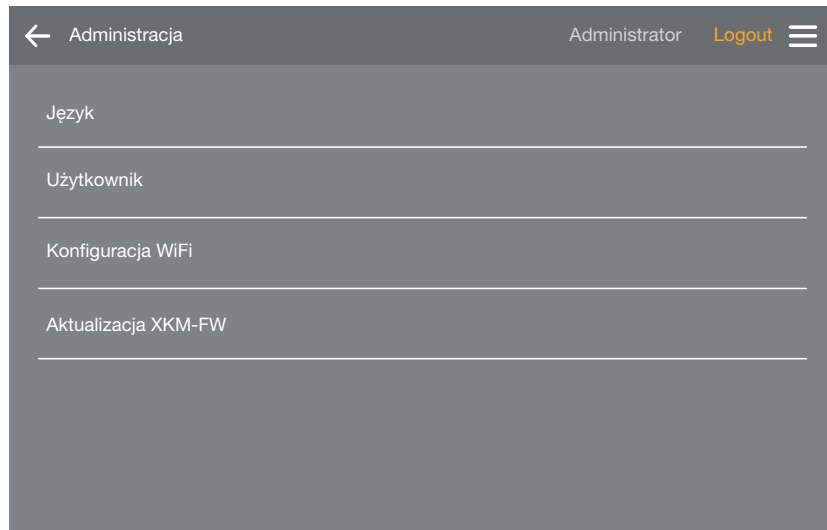 Administracja Administrator Logout
Język
Użytkownik
Konfiguracja WiFi
Aktualizacja XKM-FW